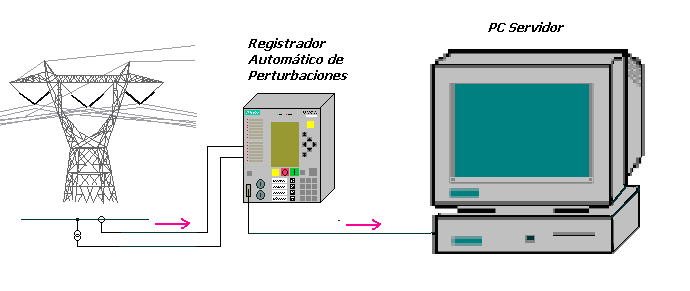 PC Servidor
Registrador
Automático de
Perturbaciones